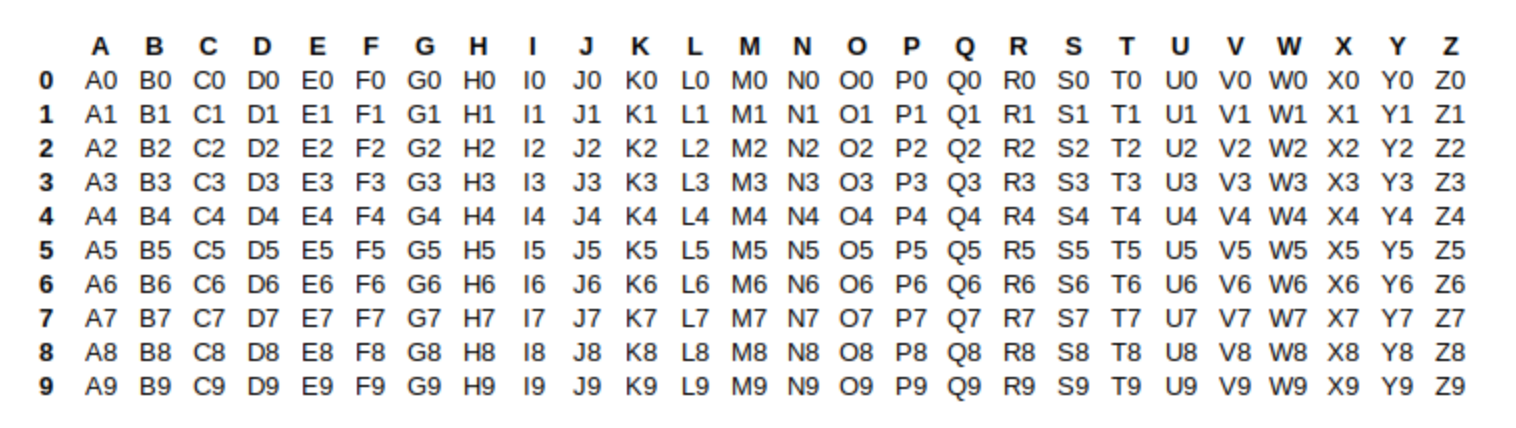 A B C D E F G H I J K L M N O P Q R S T U V W X Y Z
0 A0 B0 C0 D0 E0 F0 G0 H0 I0 J0 K0 L0 M0 N0 O0 P0 Q0 R0 S0 T0 U0 V0 W0 X0 Y0 Z0
1 A1 B1 C1 D1 E1 F1 G1 H1 I1 J1 K1 L1 M1 N1 O1 P1 Q1 R1 S1 T1 U1 V1 W1 X1 Y1 Z1
2 A2 B2 C2 D2 E2 F2 G2 H2 I2 J2 K2 L2 M2 N2 O2 P2 Q2 R2 S2 T2 U2 V2 W2 X2 Y2 Z2
3 A3 B3 C3 D3 E3 F3 G3 H3 I3 J3 K3 L3 M3 N3 O3 P3 Q3 R3 S3 T3 U3 V3 W3 X3 Y3 Z3
4 A4 B4 C4 D4 E4 F4 G4 H4 I4 J4 K4 L4 M4 N4 O4 P4 Q4 R4 S4 T4 U4 V4 W4 X4 Y4 Z4
5 A5 B5 C5 D5 E5 F5 G5 H5 I5 J5 K5 L5 M5 N5 O5 P5 Q5 R5 S5 T5 U5 V5 W5 X5 Y5 Z5
6 A6 B6 C6 D6 E6 F6 G6 H6 I6 J6 K6 L6 M6 N6 O6 P6 Q6 R6 S6 T6 U6 V6 W6 X6 Y6 Z6
7 A7 B7 C7 D7 E7 F7 G7 H7 I7 J7 K7 L7 M7 N7 O7 P7 Q7 R7 S7 T7 U7 V7 W7 X7 Y7 Z7
8 A8 B8 C8 D8 E8 F8 G8 H8 I8 J8 K8 L8 M8 N8 O8 P8 Q8 R8 S8 T8 U8 V8 W8 X8 Y8 Z8
9 A9 B9 C9 D9 E9 F9 G9 H9 I9 J9 K9 L9 M9 N9 O9 P9 Q9 R9 S9 T9 U9 V9 W9 X9 Y9 Z9